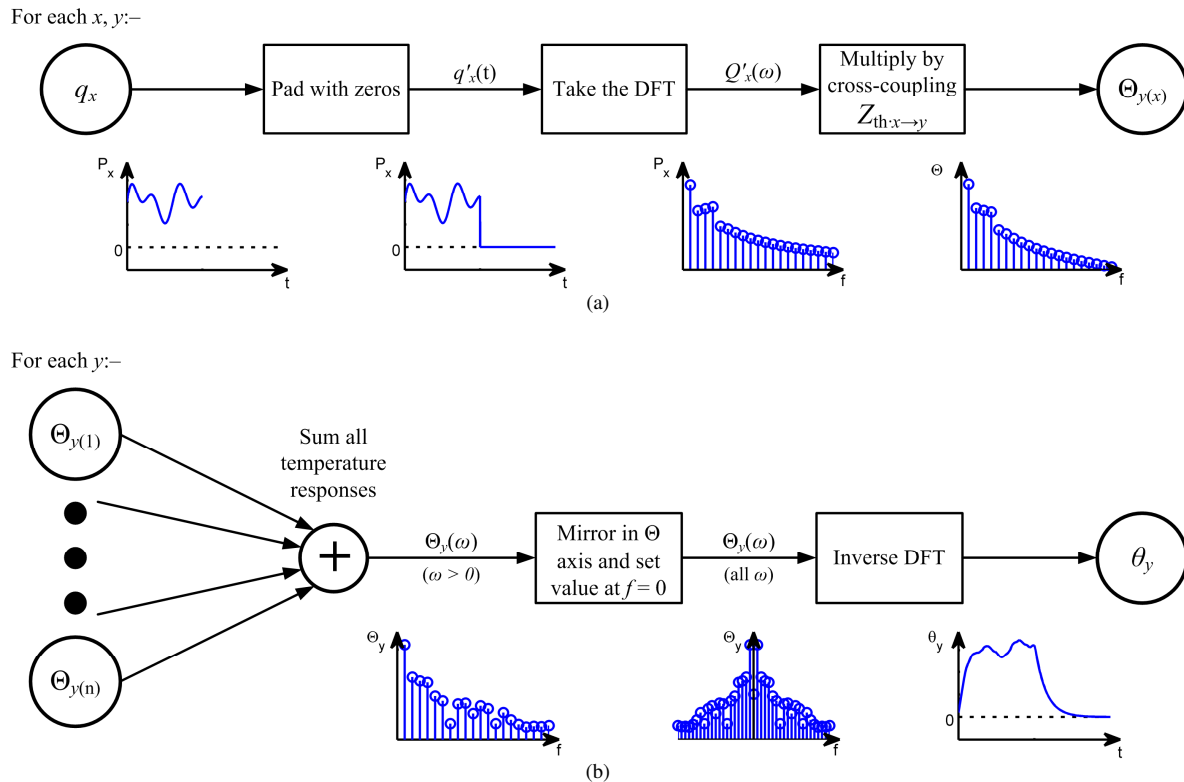 For each x, y:–
q_x
Pad with zeros
q'_x(t)
Take the DFT
Q'_x(ω)
Multiply by
cross-coupling
Z_th·x→y
Θ_y(x)
P_x
0
t
P_x
0
t
P_x
f
Θ
f
(a)
For each y:–
Θ_y(1)
Θ_y(n)
Sum all
temperature
responses
+
Θ_y(ω)
(ω > 0)
Mirror in Θ
axis and set
value at f = 0
Θ_y(ω)
(all ω)
Inverse DFT
θ_y
Θ_y
f
Θ_y
f
θ_y
0
t
(b)